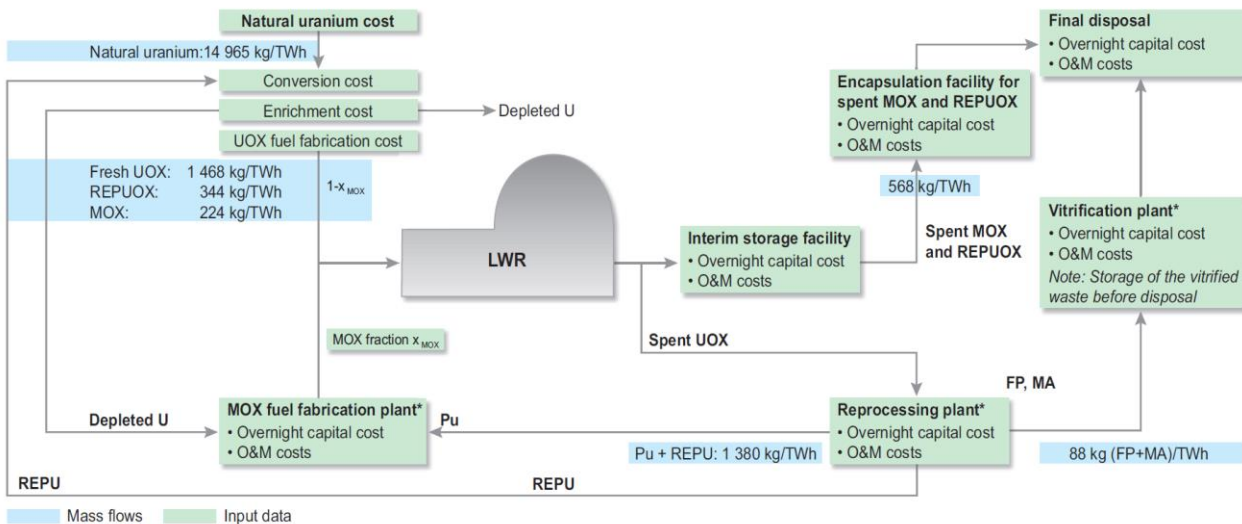 Natural uranium cost
Natural uranium:14 965 kg/TWh
Conversion cost
Enrichment cost
Depleted U
UOX fuel fabrication cost
Fresh UOX: 1 468 kg/TWh
REPUOX: 344 kg/TWh
MOX: 224 kg/TWh
1-x MOX
LWR
MOX fraction x MOX
Depleted U
MOX fuel fabrication plant*
• Overnight capital cost
• O&M costs
Pu
Interim storage facility
• Overnight capital cost
• O&M costs
Spent UOX
Spent MOX
and REPUOX
568 kg/TWh
Encapsulation facility for
spent MOX and REPUOX
• Overnight capital cost
• O&M costs
Final disposal
• Overnight capital cost
• O&M costs
Vitrification plant*
• Overnight capital cost
• O&M costs
Note: Storage of the vitrified
waste before disposal
FP, MA
Reprocessing plant*
• Overnight capital cost
• O&M costs
Pu + REPU: 1 380 kg/TWh
88 kg (FP+MA)/TWh
REPU
REPU
Mass flows
Input data